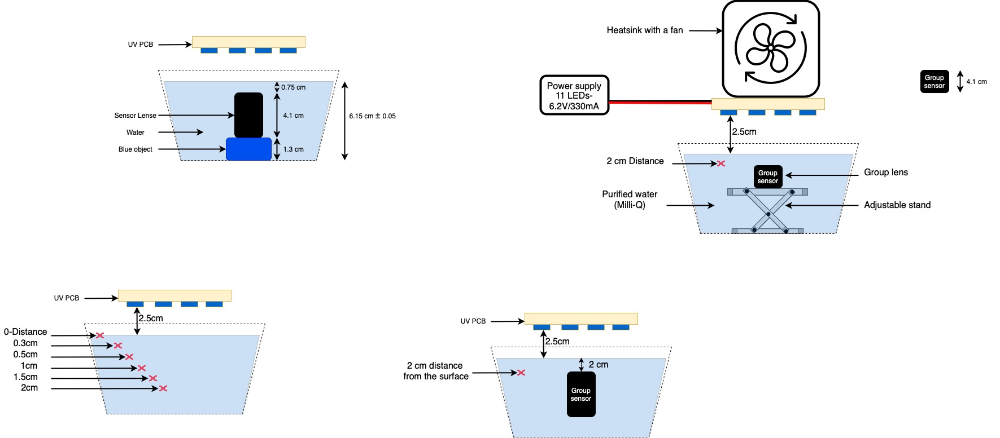 UV PCB
0.75 cm
Sensor Lense
4.1 cm
6.15 cm ± 0.05
Water
Blue object
1.3 cm
Heatsink with a fan
Power supply
11 LEDs-
6.2V/330mA
Group
sensor
4.1 cm
2.5cm
2 cm Distance
Group
sensor
Group lens
Purified water
(Milli-Q)
Adjustable stand
UV PCB
2.5cm
0-Distance
0.3cm
0.5cm
1cm
1.5cm
2cm
UV PCB
2.5cm
2 cm distance
from the surface
2 cm
Group
sensor